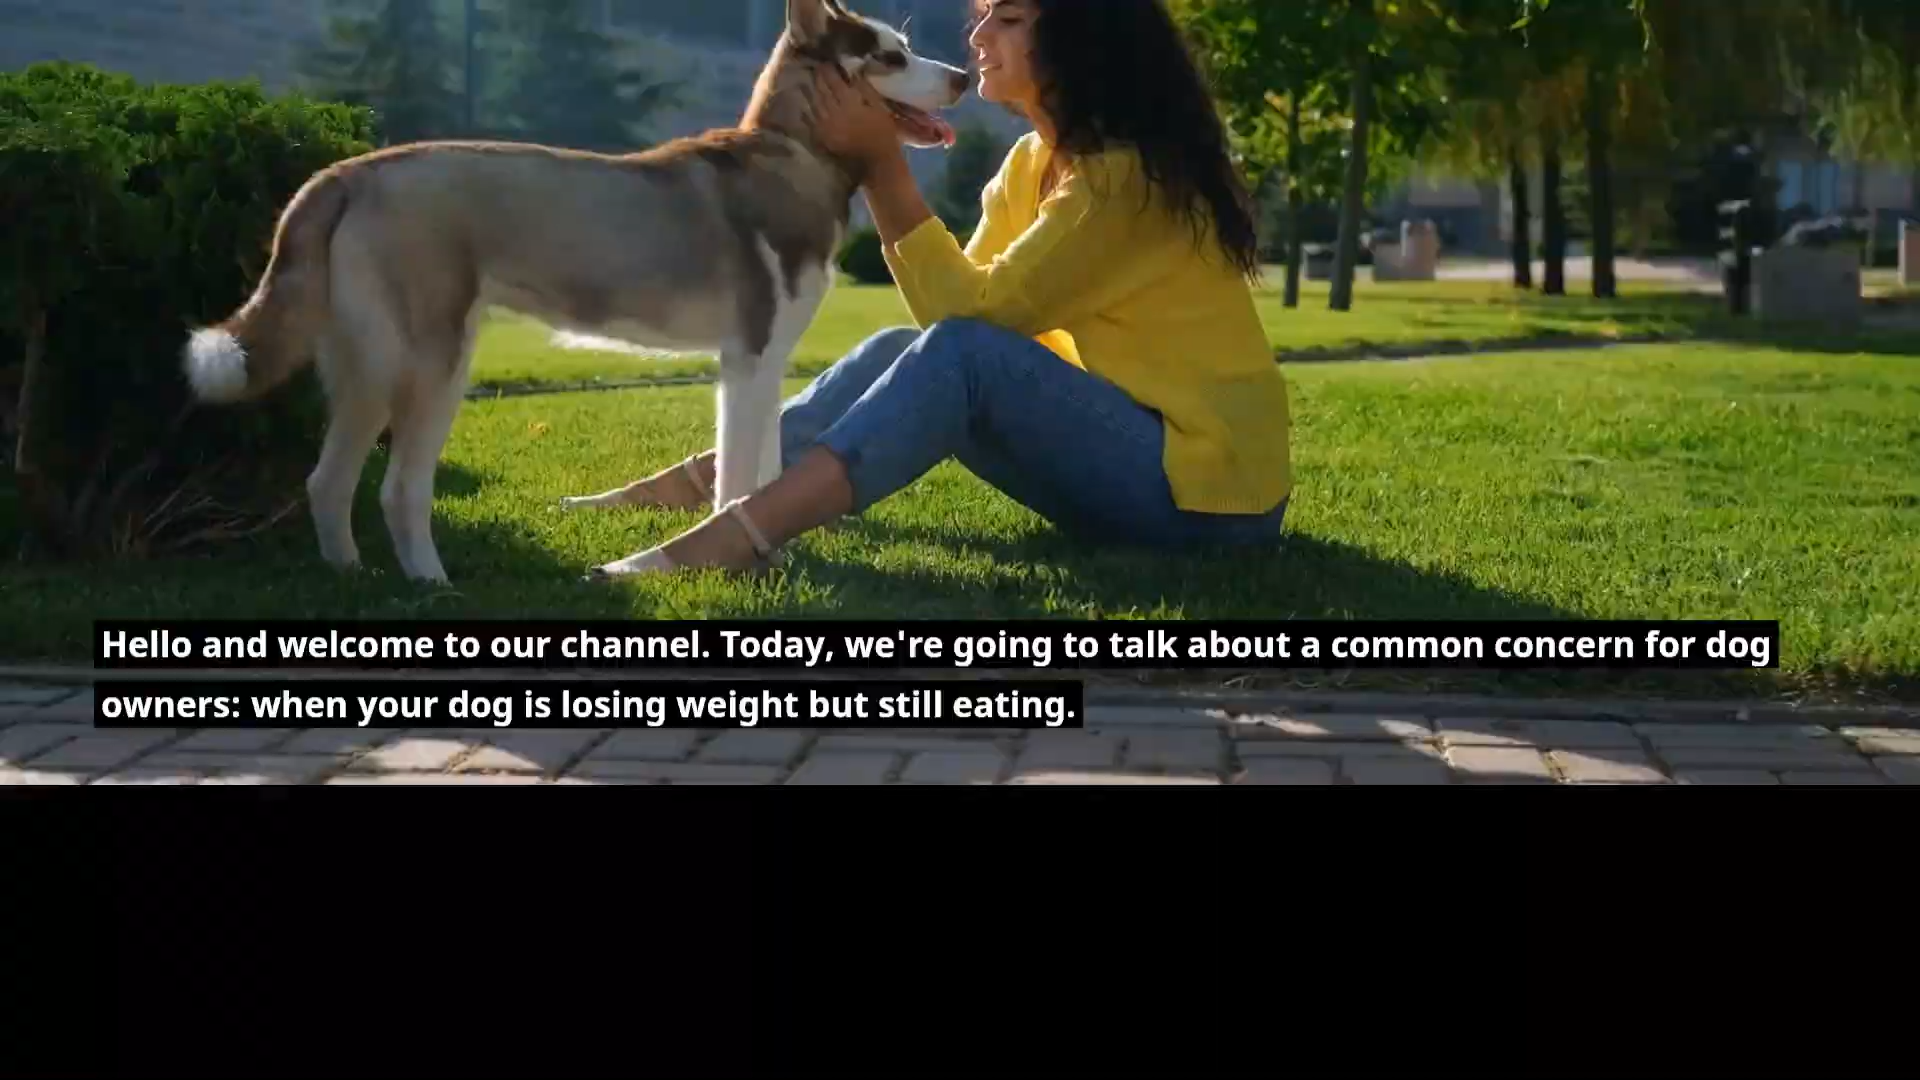 Hello and welcome to our channel. Today, we're going to talk about a common concern for dog
owners: when your dog is losing weight but still eating.